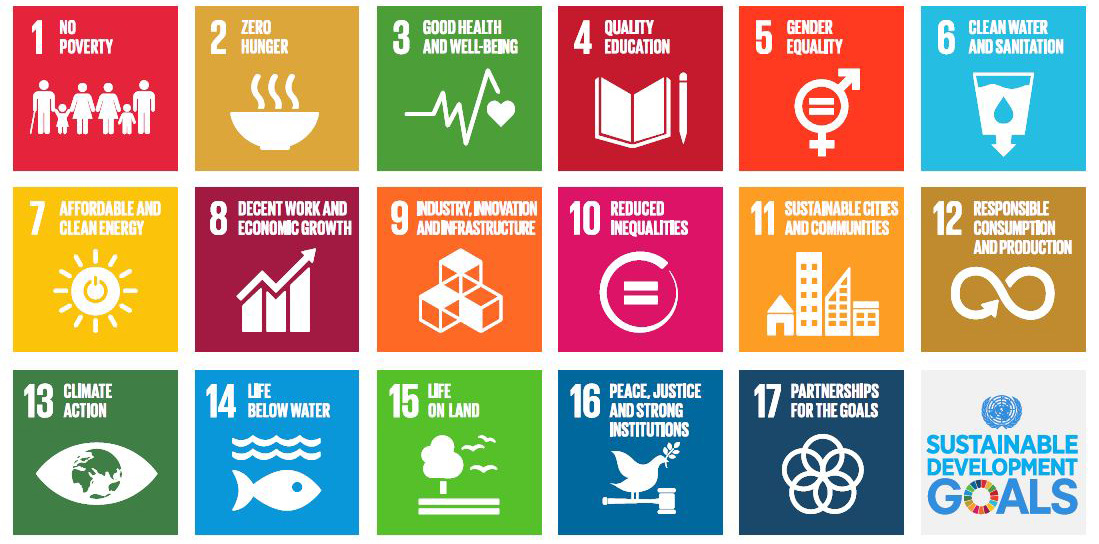 1 NO
POVERTY
2 ZERO
HUNGER
3 GOOD HEALTH
AND WELL-BEING
4 QUALITY
EDUCATION
5 GENDER
EQUALITY
6 CLEAN WATER
AND SANITATION
7 AFFORDABLE AND
CLEAN ENERGY
8 DECENT WORK AND
ECONOMIC GROWTH
9 INDUSTRY, INNOVATION
AND INFRASTRUCTURE
10 REDUCED
INEQUALITIES
11 SUSTAINABLE CITIES
AND COMMUNITIES
12 RESPONSIBLE
CONSUMPTION
AND PRODUCTION
13 CLIMATE
ACTION
14 LIFE
BELOW WATER
15 LIFE
ON LAND
16 PEACE, JUSTICE
AND STRONG
INSTITUTIONS
17 PARTNERSHIPS
FOR THE GOALS
SUSTAINABLE
DEVELOPMENT
GOALS